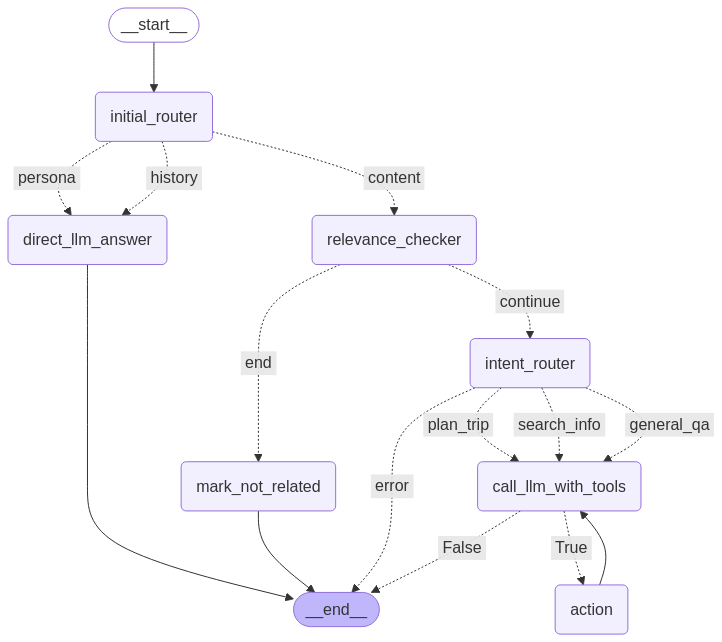 __start__
initial_router
persona
history
content
direct_llm_answer
relevance_checker
continue
end
intent_router
plan_trip
search_info
general_qa
error
mark_not_related
call_llm_with_tools
False
True
__end__
action